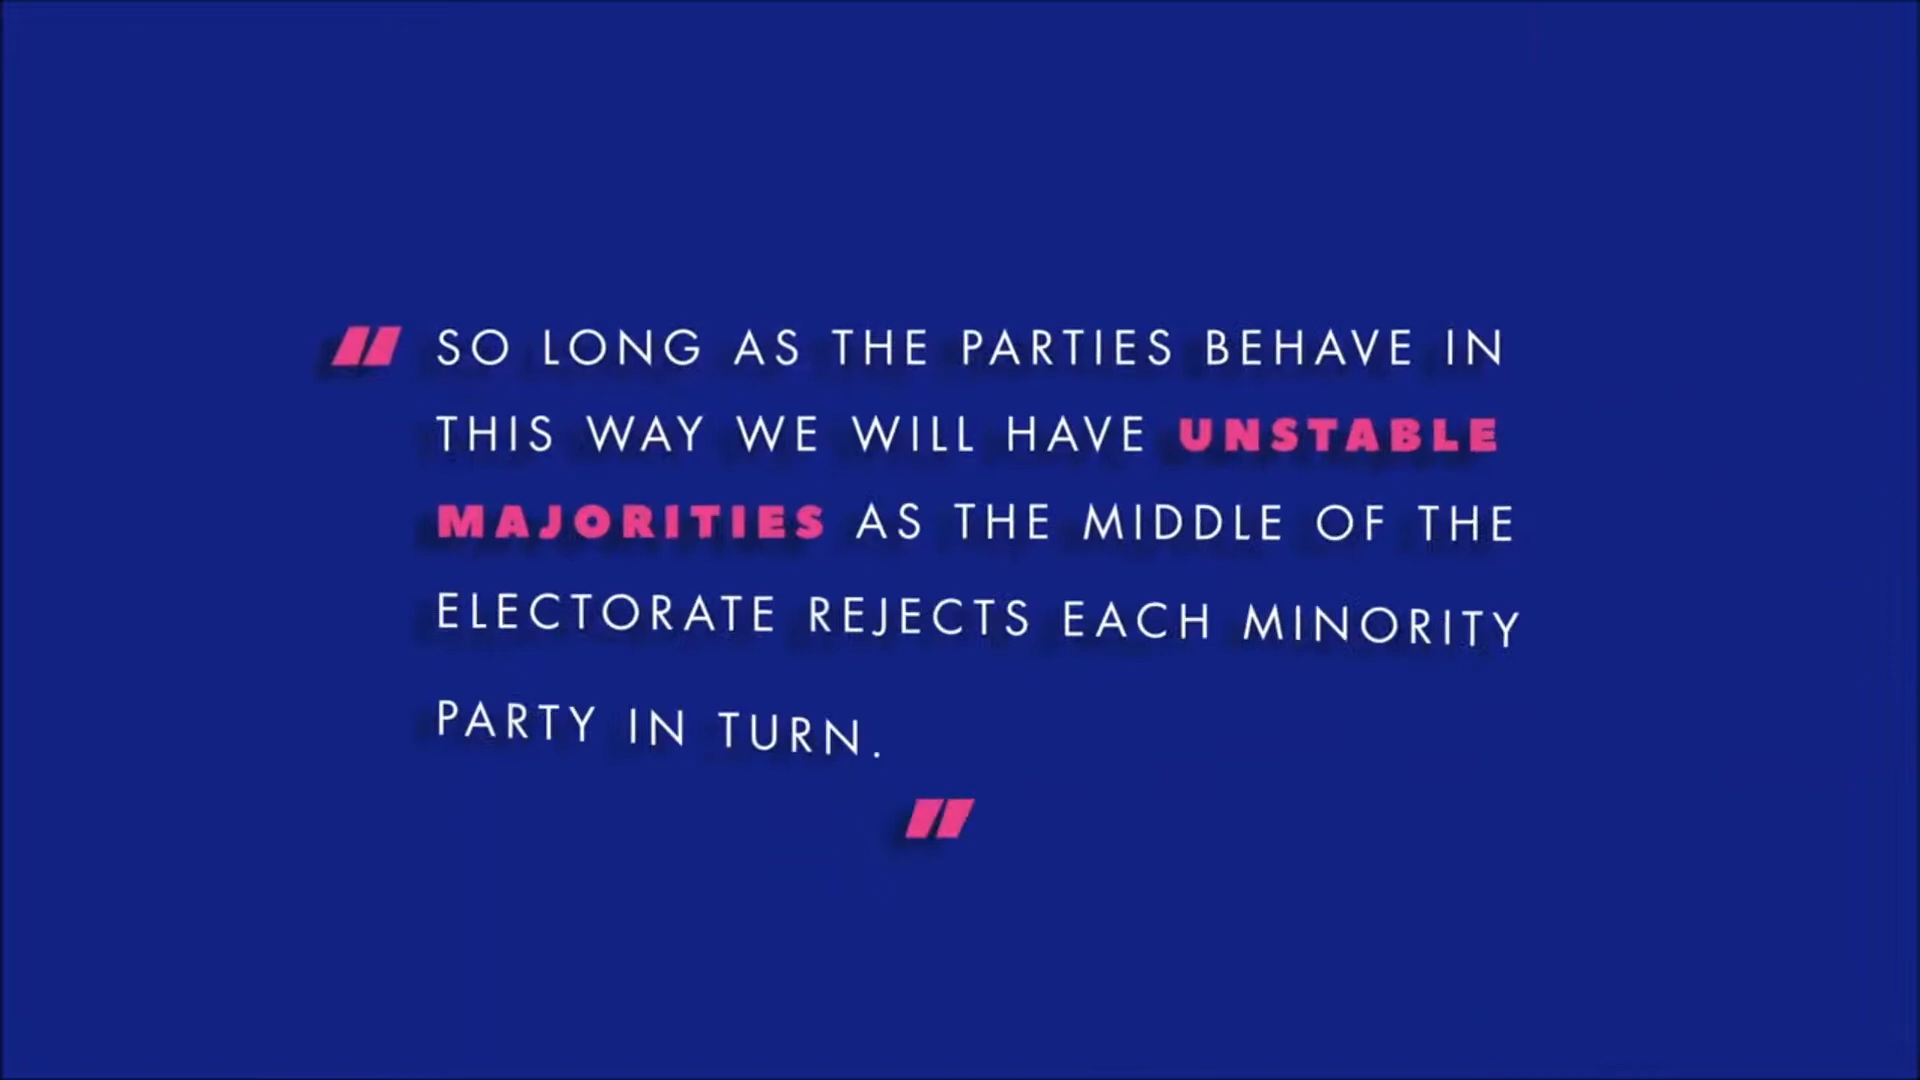 " SO LONG AS THE PARTIES BEHAVE IN
THIS WAY WE WILL HAVE UNSTABLE
MAJORITIES AS THE MIDDLE OF THE
ELECTORATE REJECTS EACH MINORITY
PARTY IN TURN.
"